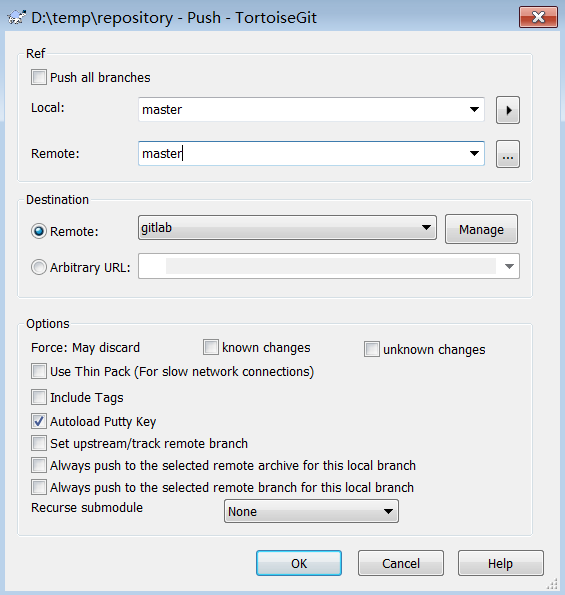 D:\temp\repository - Push - TortoiseGit
Ref
Push all branches
Local: master
Remote: master ...
Destination
Remote: gitlab Manage
Arbitrary URL:
Options
Force: May discard known changes unknown changes
Use Thin Pack (For slow network connections)
Include Tags
Autoload Putty Key
Set upstream/track remote branch
Always push to the selected remote archive for this local branch
Always push to the selected remote branch for this local branch
Recurse submodule None
OK Cancel Help